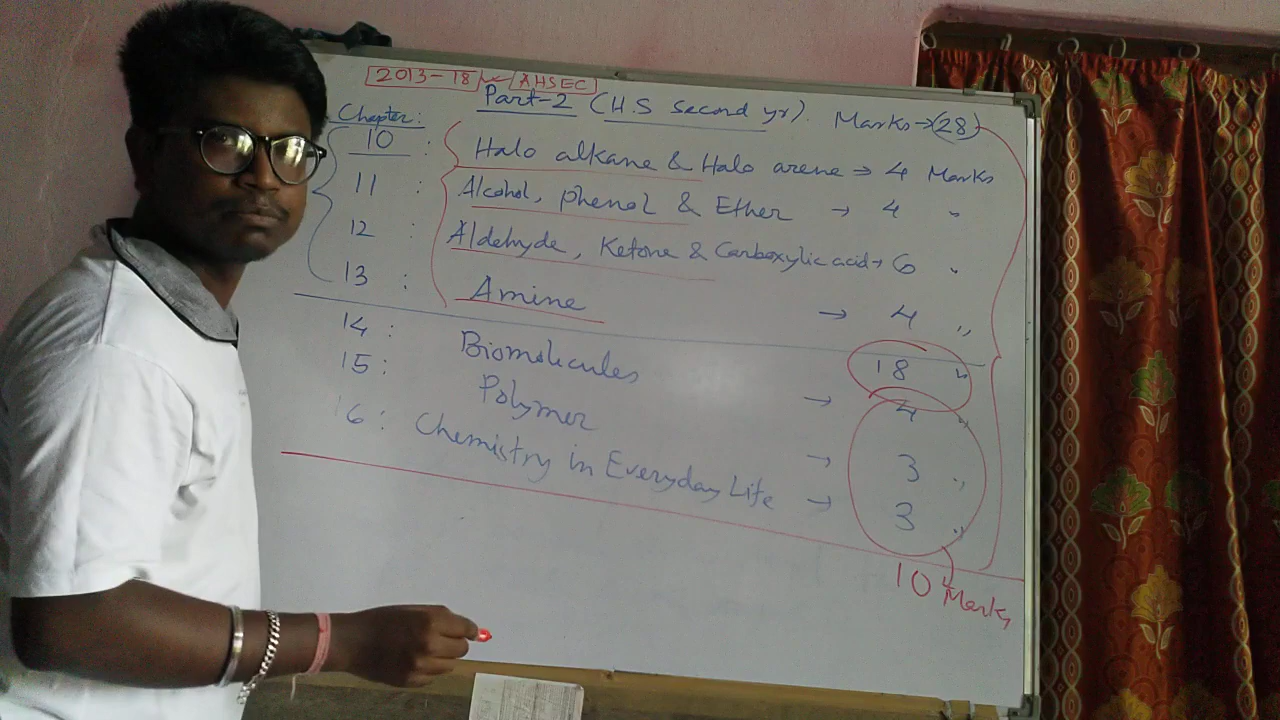 2013-18 AHSEC
Part-2 (H.S Second yr). Marks→(28)
Chapter:
10 : Halo alkane & Halo arene → 4 Marks
11 : Alcohol, phenol & Ether → 4 "
12 : Aldehyde, Ketone & Carboxylic acid → 6 "
13 : Amine → 4 "
18 "
14 : Biomolecules → 4 "
15 : Polymer → 3 "
16 : Chemistry in Everyday Life → 3 "
10 Marks